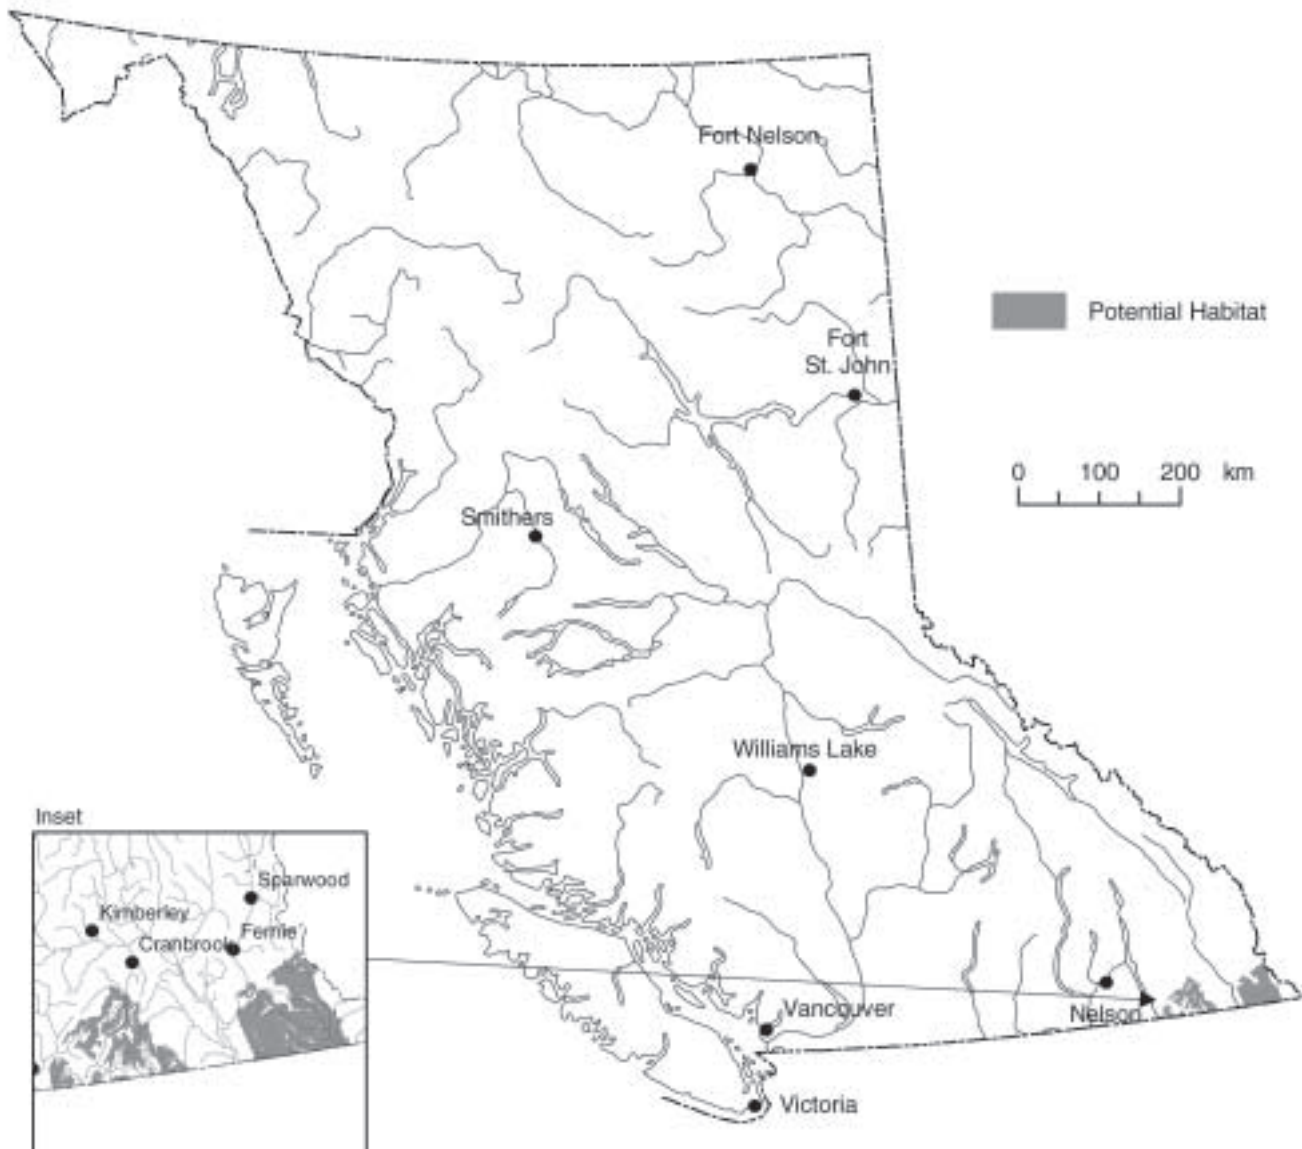 Fort Nelson
Potential Habitat
Fort
St. John
0 100 200 km
Smithers
Williams Lake
Inset
Sparwood
Kimberley
Fernie
Cranbrook
Vancouver
Nelson
Victoria